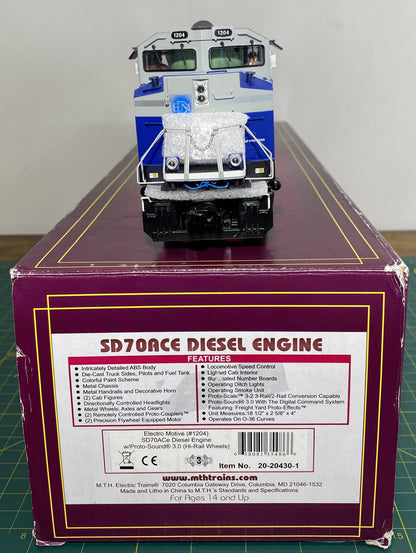 1204
1204
SD70ACE DIESEL ENGINE
FEATURES
• Intricately Detailed ABS Body
• Die-Cast Truck Sides, Pilots and Fuel Tank
• Colorful Paint Scheme
• Metal Chassis
• Metal Handrails and Decorative Horn
• (2) Cab Figures
• Directionally Controlled Headlights
• Metal Wheels, Axles and Gears
• (2) Remotely Controlled Proto-Couplers™
• (2) Precision Flywheel Equipped Motor
• Locomotive Speed Control
• Lighted Cab Interior
• Number Boards
• Operating Ditch Lights
• Operating Smoke Unit
• Proto-Scale™ 3-2 3-Rail/2-Rail Conversion Capable
• Proto-Sound® 3.0 With The Digital Command System
Featuring: Freight Yard Proto-Effects™
• Unit Measures: 18 1/2" x 2 5/8" x 4"
• Operates On O-36 Curves
Electro Motive (#1204)
SD70ACe Diesel Engine
w/Proto-Sound® 3.0 (Hi-Rail Wheels)
CE
3
Item No. 20-20430-1
www.mthtrains.com
M.T.H. Electric Trains® 7020 Columbia Gateway Drive, Columbia, MD 21046-1532
Made in China to M.T.H.'s Standards and Specifications
For Ages 14 and Up